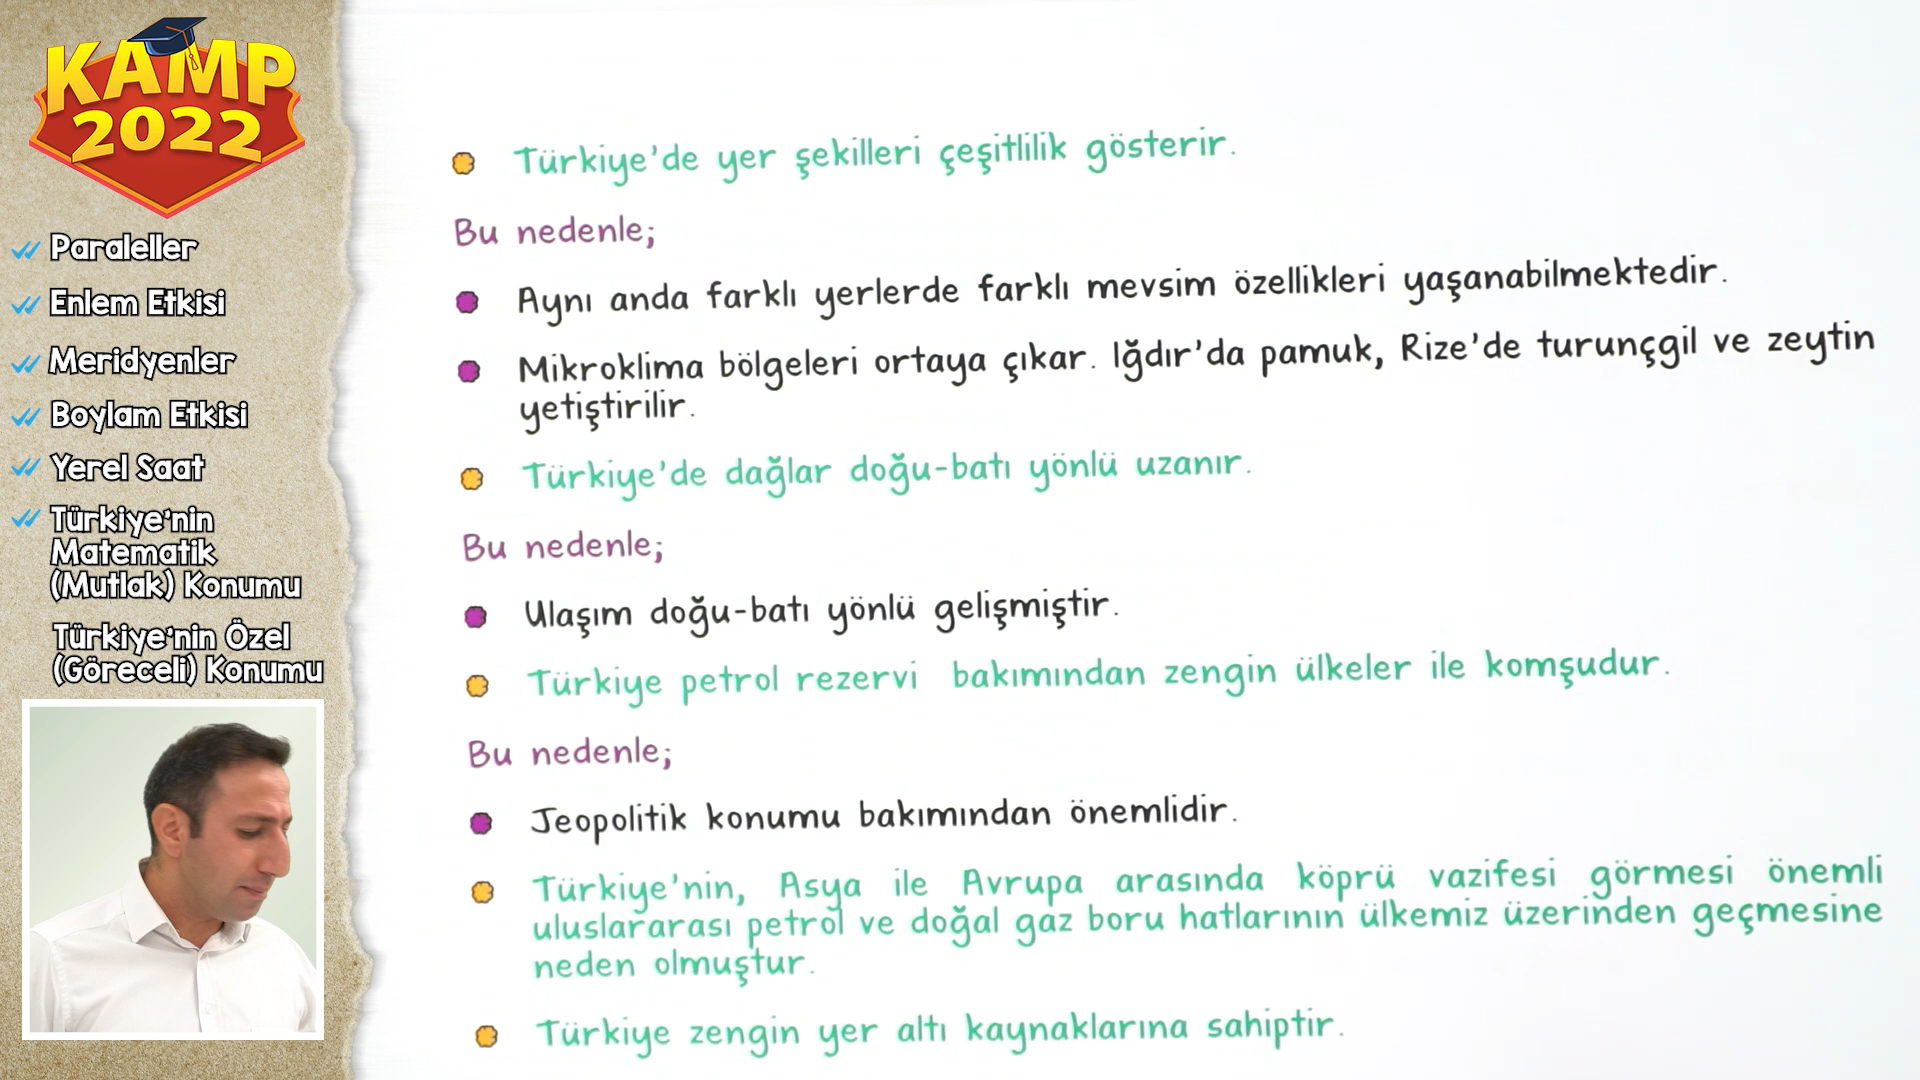 KAMP
2022
Paraleller
Enlem Etkisi
Meridyenler
Boylam Etkisi
Yerel Saat
Türkiye'nin
Matematik
(Mutlak) Konumu
Türkiye'nin Özel
(Göreceli) Konumu
Türkiye'de yer şekilleri çeşitlilik gösterir.
Bu nedenle;
Aynı anda farklı yerlerde farklı mevsim özellikleri yaşanabilmektedir.
Mikroklima bölgeleri ortaya çıkar. Iğdır'da pamuk, Rize'de turunçgil ve zeytin
yetiştirilir.
Türkiye'de dağlar doğu-batı yönlü uzanır.
Bu nedenle;
Ulaşım doğu-batı yönlü gelişmiştir.
Türkiye petrol rezervi bakımından zengin ülkeler ile komşudur.
Bu nedenle;
Jeopolitik konumu bakımından önemlidir.
Türkiye'nin, Asya ile Avrupa arasında köprü vazifesi görmesi önemli
uluslararası petrol ve doğal gaz boru hatlarının ülkemiz üzerinden geçmesine
neden olmuştur.
Türkiye zengin yer altı kaynaklarına sahiptir.